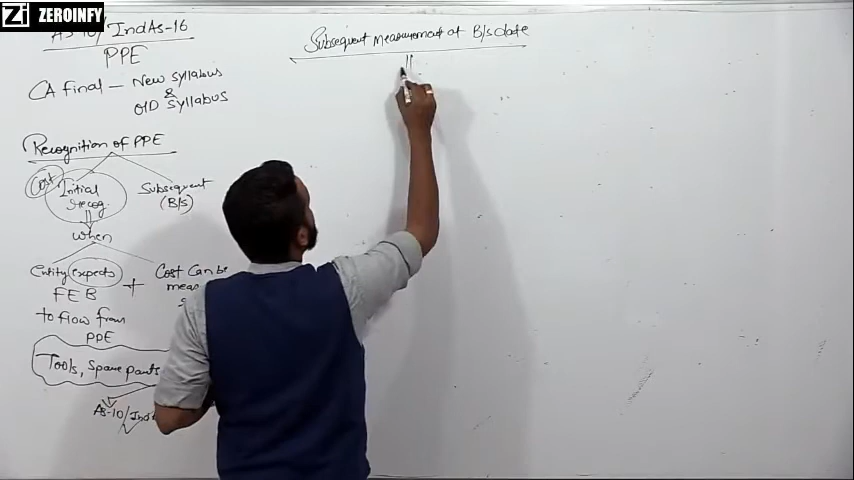 Zi ZEROINFY
AS-10/IndAs-16
PPE
CA final – New Syllabus
&
OlD Syllabus
Recognition of PPE
Cost
Initial
Recog.
Subsequent
(B/s)
When
Entity expects
FEB
to flow from
PPE
+
Cost Can be
meas
Tools, Spare parts
As-10/Ind
Subsequent Measurement at B/s date